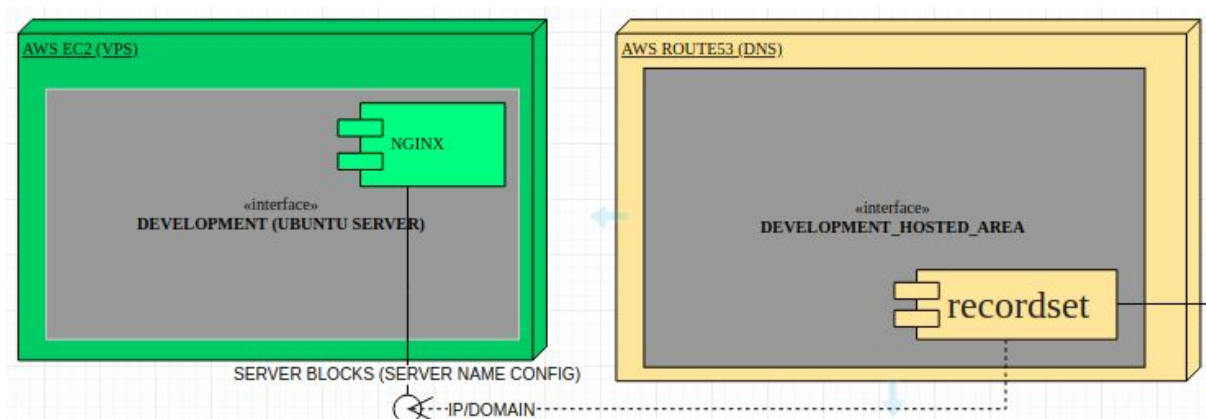 AWS EC2 (VPS)
NGINX
«interface»
DEVELOPMENT (UBUNTU SERVER)
SERVER BLOCKS (SERVER NAME CONFIG)
IP/DOMAIN
AWS ROUTE53 (DNS)
«interface»
DEVELOPMENT_HOSTED_AREA
recordset